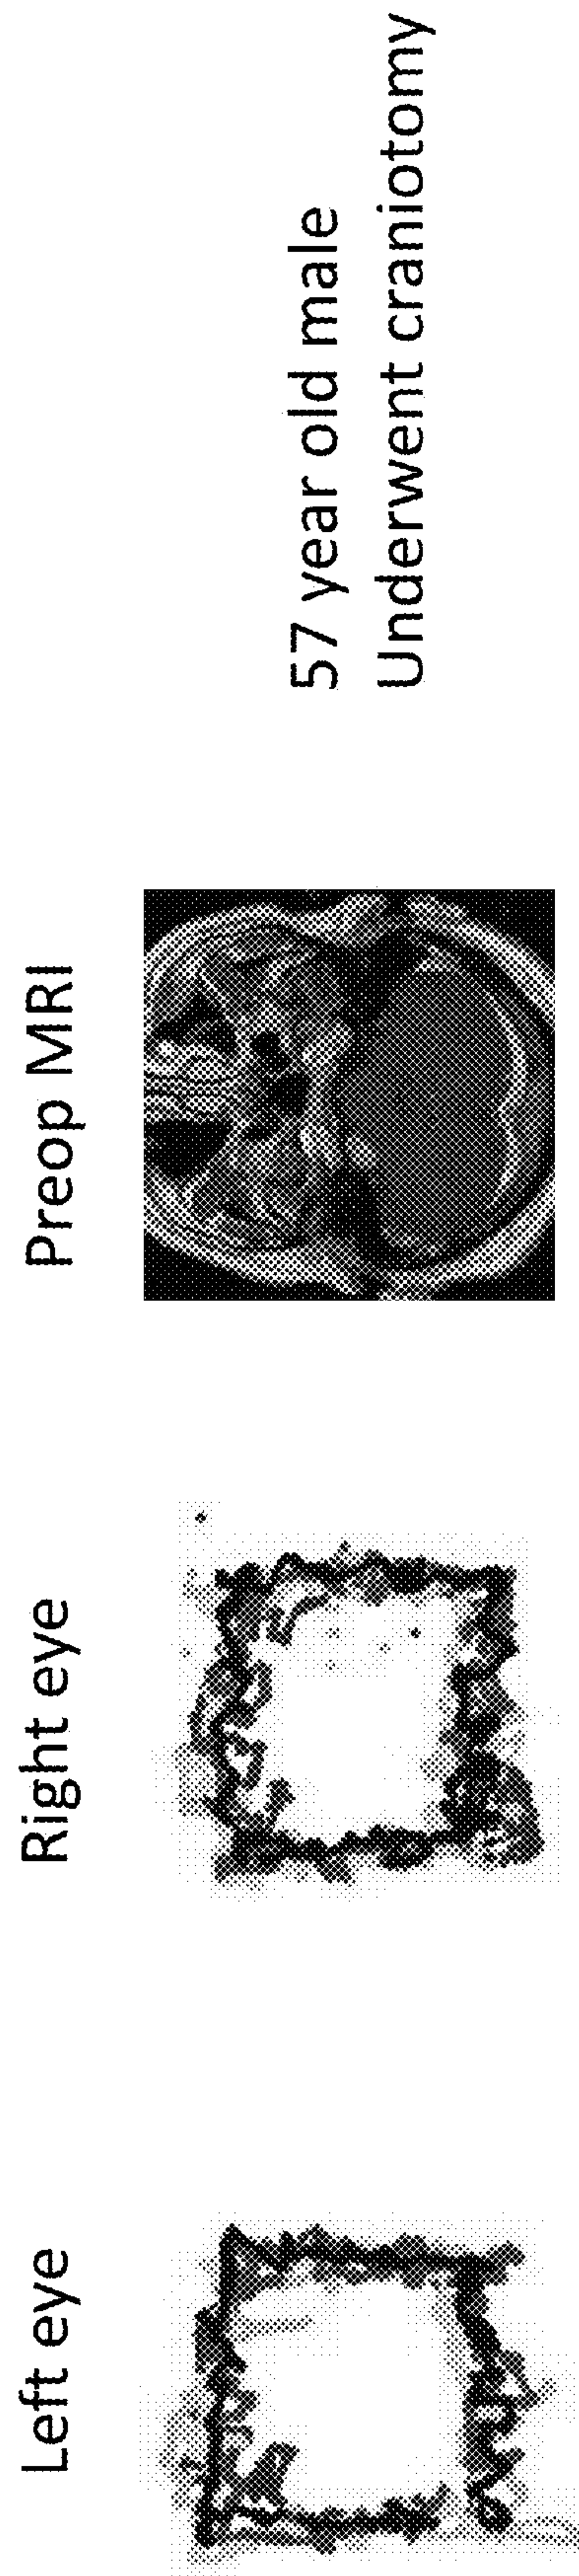 Left eye
Right eye
Preop MRI
57 year old male
Underwent craniotomy